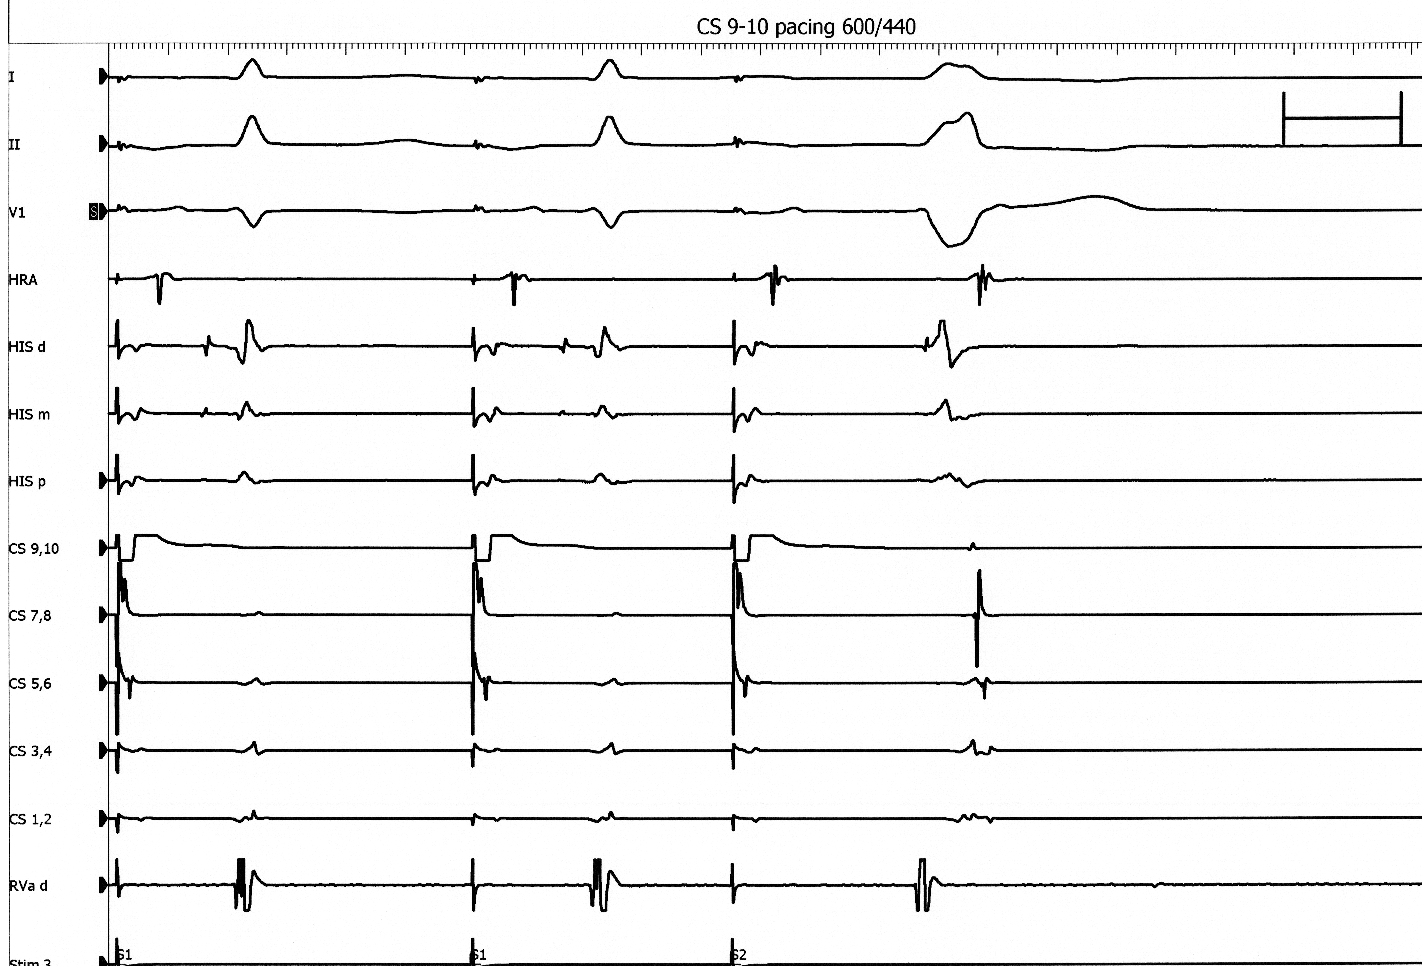 CS 9-10 pacing 600/440
I
II
V1
S
HRA
HIS d
HIS m
HIS p
CS 9,10
CS 7,8
CS 5,6
CS 3,4
CS 1,2
RVa d
Stim 3
S1 S1 S2